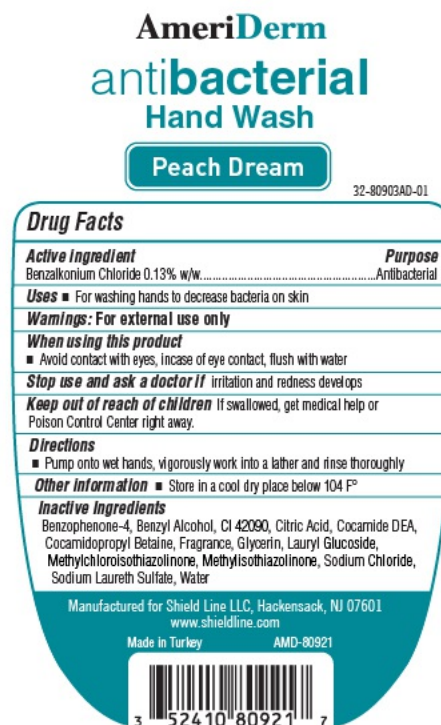 AmeriDerm
antibacterial
Hand Wash
Peach Dream
32-80903AD-01
Drug Facts
Active ingredient Purpose
Benzalkonium Chloride 0.13% w/w........................................................Antibacterial
Uses ▪ For washing hands to decrease bacteria on skin
Warnings: For external use only
When using this product
▪ Avoid contact with eyes, incase of eye contact, flush with water
Stop use and ask a doctor if irritation and redness develops
Keep out of reach of children If swallowed, get medical help or
Poison Control Center right away.
Directions
▪ Pump onto wet hands, vigorously work into a lather and rinse thoroughly
Other information ▪ Store in a cool dry place below 104 F°
Inactive Ingredients
Benzophenone-4, Benzyl Alcohol, CI 42090, Citric Acid, Cocamide DEA,
Cocamidopropyl Betaine, Fragrance, Glycerin, Lauryl Glucoside,
Methylchloroisothiazolinone, Methylisothiazolinone, Sodium Chloride,
Sodium Laureth Sulfate, Water
Manufactured for Shield Line LLC, Hackensack, NJ 07601
www.shieldline.com
Made in Turkey AMD-80921
3 52410 80921 7